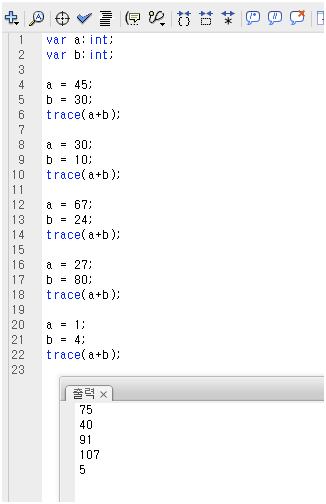 1 var a:int;
2 var b:int;
3
4 a = 45;
5 b = 30;
6 trace(a+b);
7
8 a = 30;
9 b = 10;
10 trace(a+b);
11
12 a = 67;
13 b = 24;
14 trace(a+b);
15
16 a = 27;
17 b = 80;
18 trace(a+b);
19
20 a = 1;
21 b = 4;
22 trace(a+b);
23
출력 ×
75
40
91
107
5